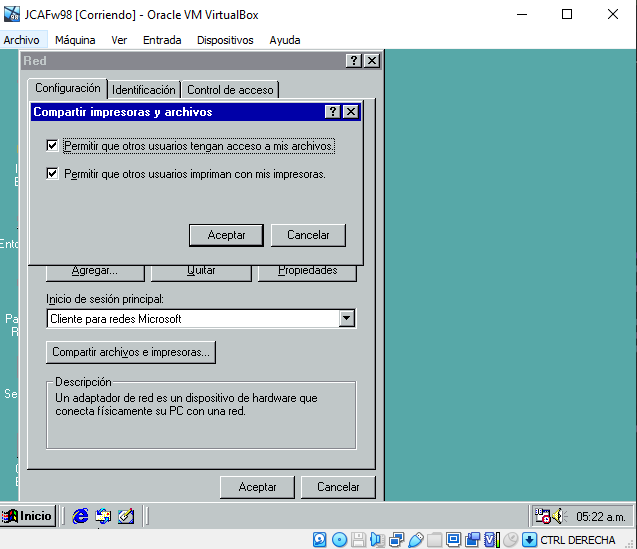 JCAFw98 [Corriendo] - Oracle VM VirtualBox
Archivo Máquina Ver Entrada Dispositivos Ayuda
Red
Configuración Identificación Control de acceso
Compartir impresoras y archivos
Permitir que otros usuarios tengan acceso a mis archivos.
Permitir que otros usuarios impriman con mis impresoras.
Aceptar Cancelar
Agregar... Quitar Propiedades
Inicio de sesión principal:
Cliente para redes Microsoft
Compartir archivos e impresoras...
Descripción
Un adaptador de red es un dispositivo de hardware que
conecta físicamente su PC con una red.
Aceptar Cancelar
Inicio 05:22 a.m.
CTRL DERECHA